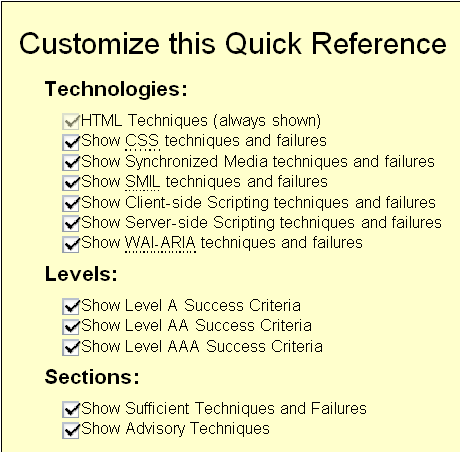 Customize this Quick Reference
Technologies:
HTML Techniques (always shown)
Show CSS techniques and failures
Show Synchronized Media techniques and failures
Show SMIL techniques and failures
Show Client-side Scripting techniques and failures
Show Server-side Scripting techniques and failures
Show WAI-ARIA techniques and failures
Levels:
Show Level A Success Criteria
Show Level AA Success Criteria
Show Level AAA Success Criteria
Sections:
Show Sufficient Techniques and Failures
Show Advisory Techniques